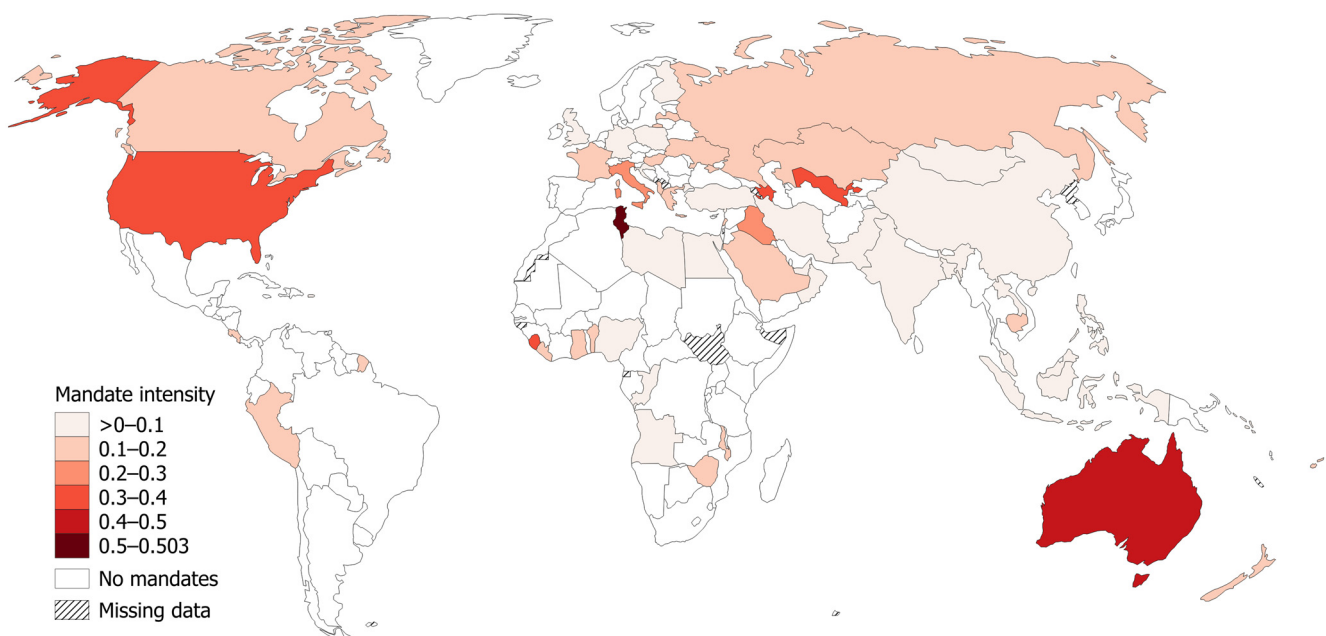 Mandate intensity
>0–0.1
0.1–0.2
0.2–0.3
0.3–0.4
0.4–0.5
0.5–0.503
No mandates
Missing data